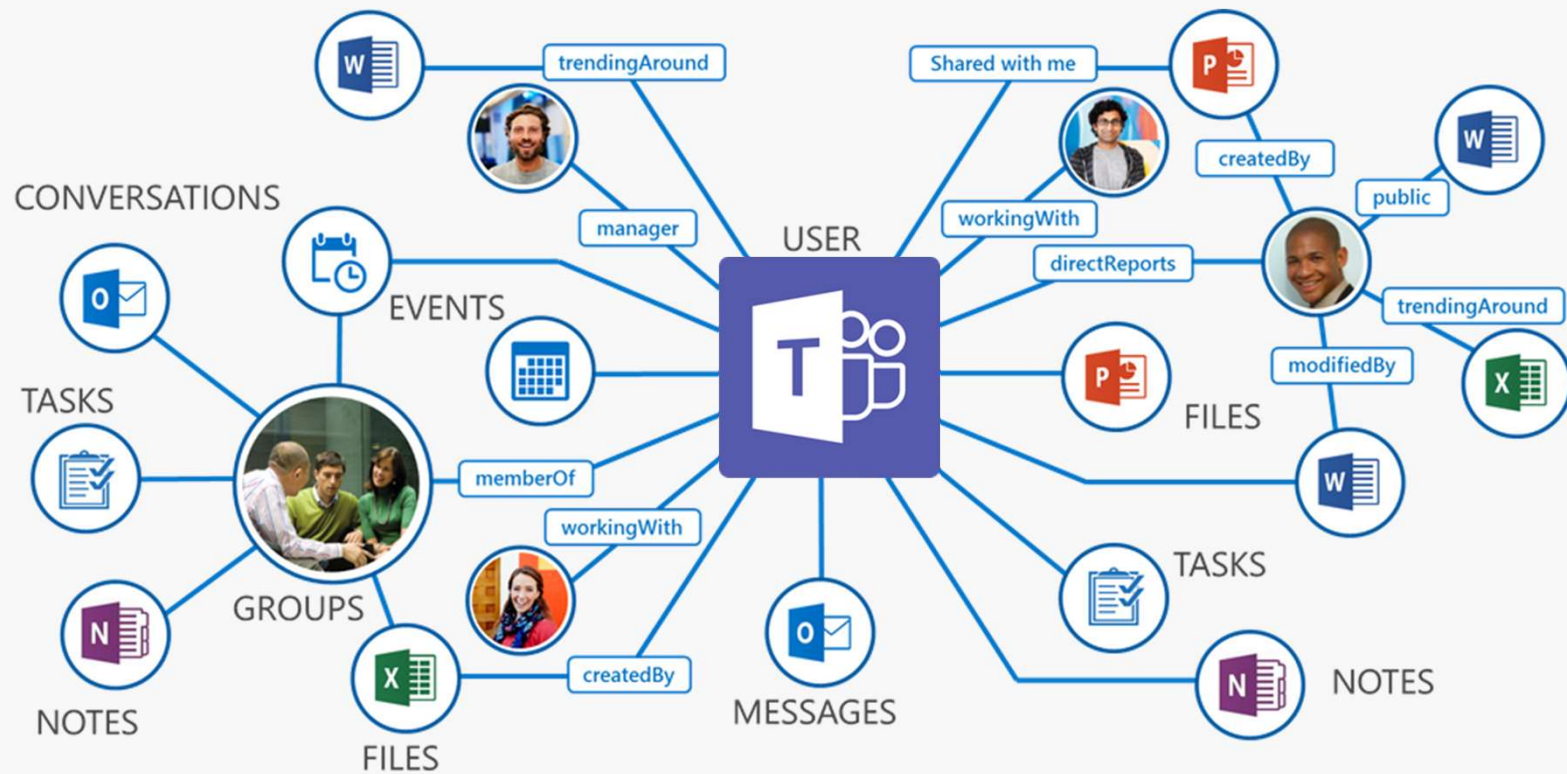 W
trendingAround
Shared with me
P
W
createdBy
public
CONVERSATIONS
manager
workingWith
USER
directReports
O
EVENTS
trendingAround
T
P
modifiedBy
X
TASKS
FILES
memberOf
W
workingWith
TASKS
GROUPS
N
O
X
createdBy
N
NOTES
MESSAGES
NOTES
FILES